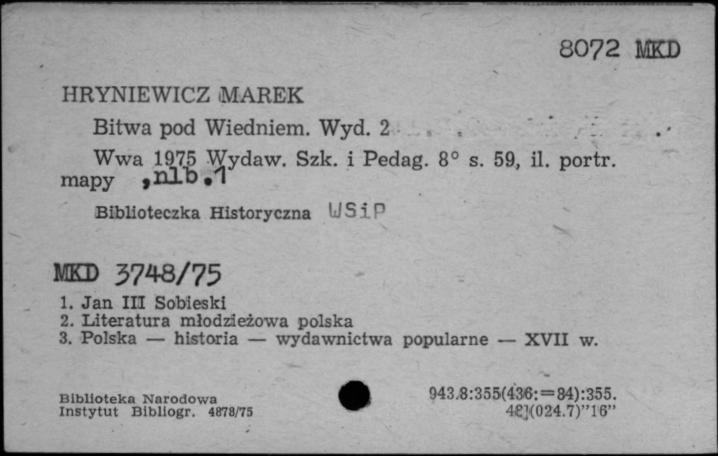 8072 MKD
HRYNIEWICZ MAREK
Bitwa pod Wiedniem. Wyd. 2
Wwa 1975 Wydaw. Szk. i Pedag. 8° s. 59, il. portr.
mapy ,nlb.1
Biblioteczka Historyczna WSiP
MKD 3748/75
1. Jan III Sobieski
2. Literatura młodzieżowa polska
3. Polska — historia — wydawnictwa popularne — XVII w.
Biblioteka Narodowa
Instytut Bibliogr. 4878/75
943.8:355(436:=84):355.
48](024.7)"16"